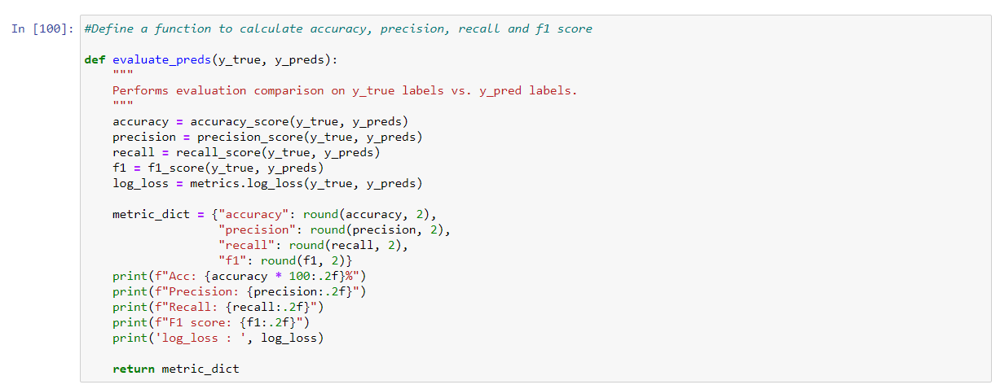 In [100]: #Define a function to calculate accuracy, precision, recall and f1 score

def evaluate_preds(y_true, y_preds):
    """
    Performs evaluation comparison on y_true labels vs. y_pred labels.
    """
    accuracy = accuracy_score(y_true, y_preds)
    precision = precision_score(y_true, y_preds)
    recall = recall_score(y_true, y_preds)
    f1 = f1_score(y_true, y_preds)
    log_loss = metrics.log_loss(y_true, y_preds)

    metric_dict = {"accuracy": round(accuracy, 2),
                   "precision": round(precision, 2),
                   "recall": round(recall, 2),
                   "f1": round(f1, 2)}
    print(f"Acc: {accuracy * 100:.2f}%")
    print(f"Precision: {precision:.2f}")
    print(f"Recall: {recall:.2f}")
    print(f"F1 score: {f1:.2f}")
    print('log_loss : ', log_loss)

    return metric_dict